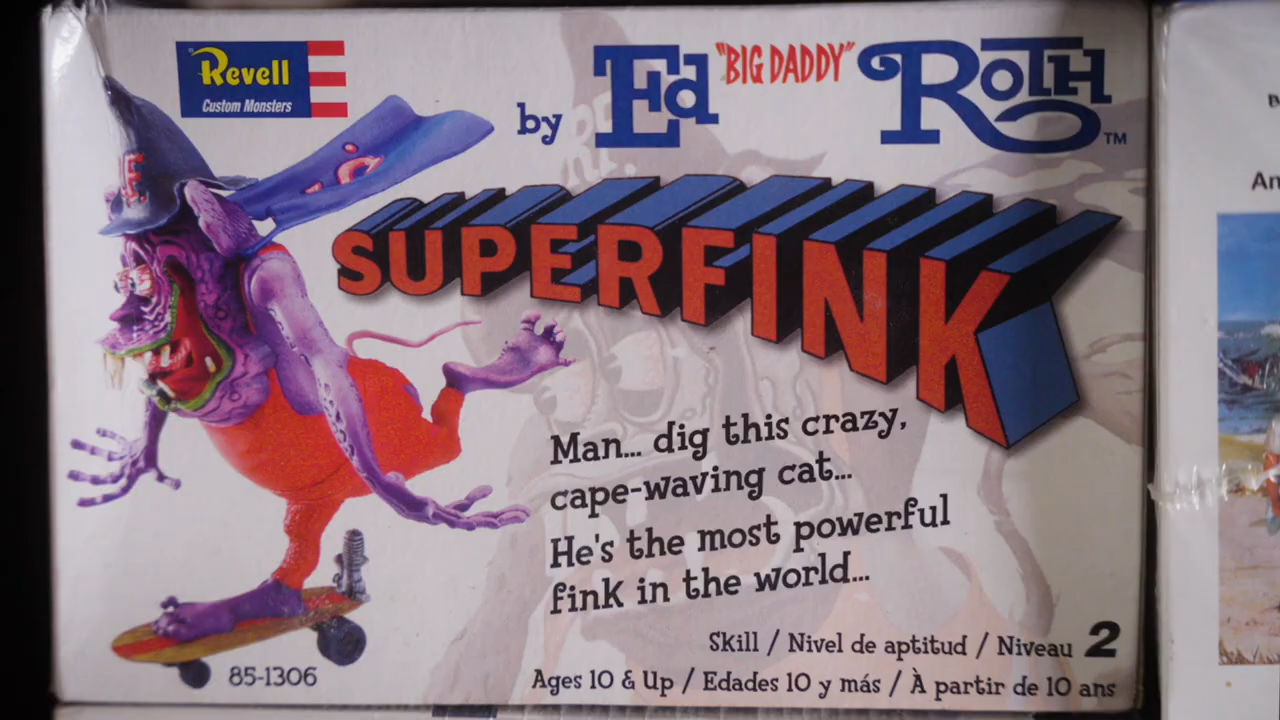 Revell
Custom Monsters
by Ed "BIG DADDY" ROTH™
SUPERFINK
Man... dig this crazy,
cape-waving cat...
He's the most powerful
fink in the world...
Skill / Nivel de aptitud / Niveau 2
85-1306
Ages 10 & Up / Edades 10 y más / À partir de 10 ans